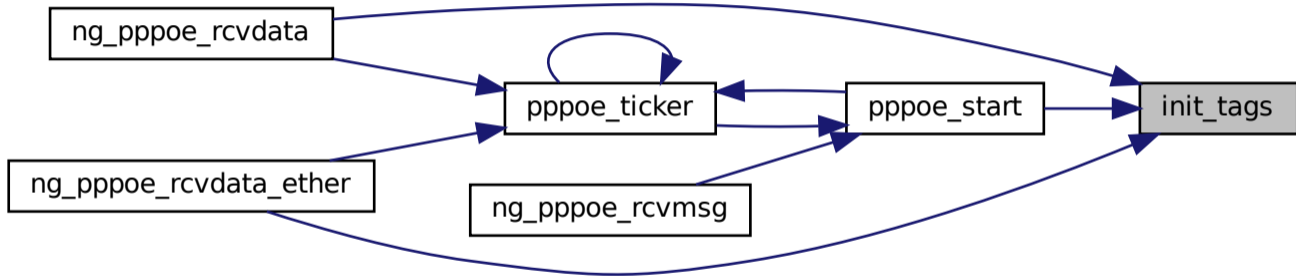 ng_pppoe_rcvdata
pppoe_ticker
pppoe_start
init_tags
ng_pppoe_rcvdata_ether
ng_pppoe_rcvmsg